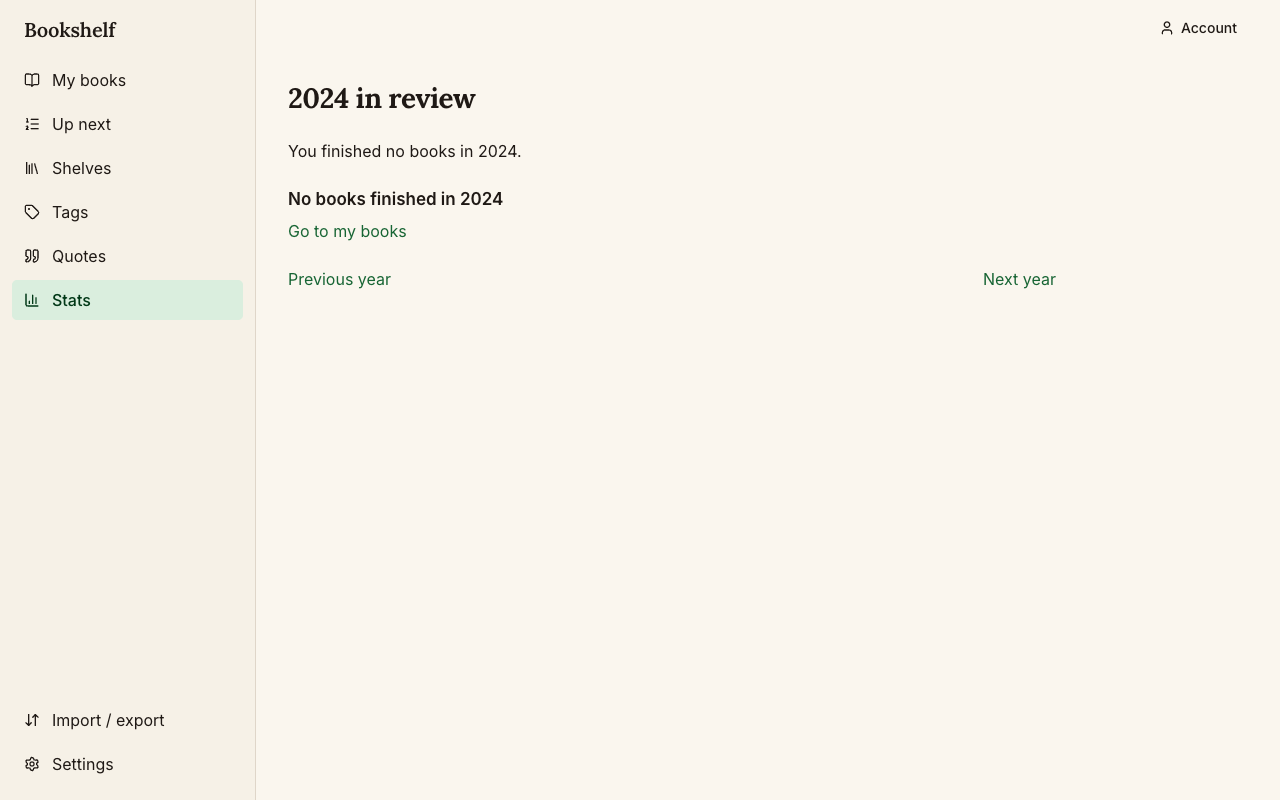 Bookshelf
My books
Up next
Shelves
Tags
Quotes
Stats
Import / export
Settings
Account
2024 in review
You finished no books in 2024.
No books finished in 2024
Go to my books
Previous year
Next year